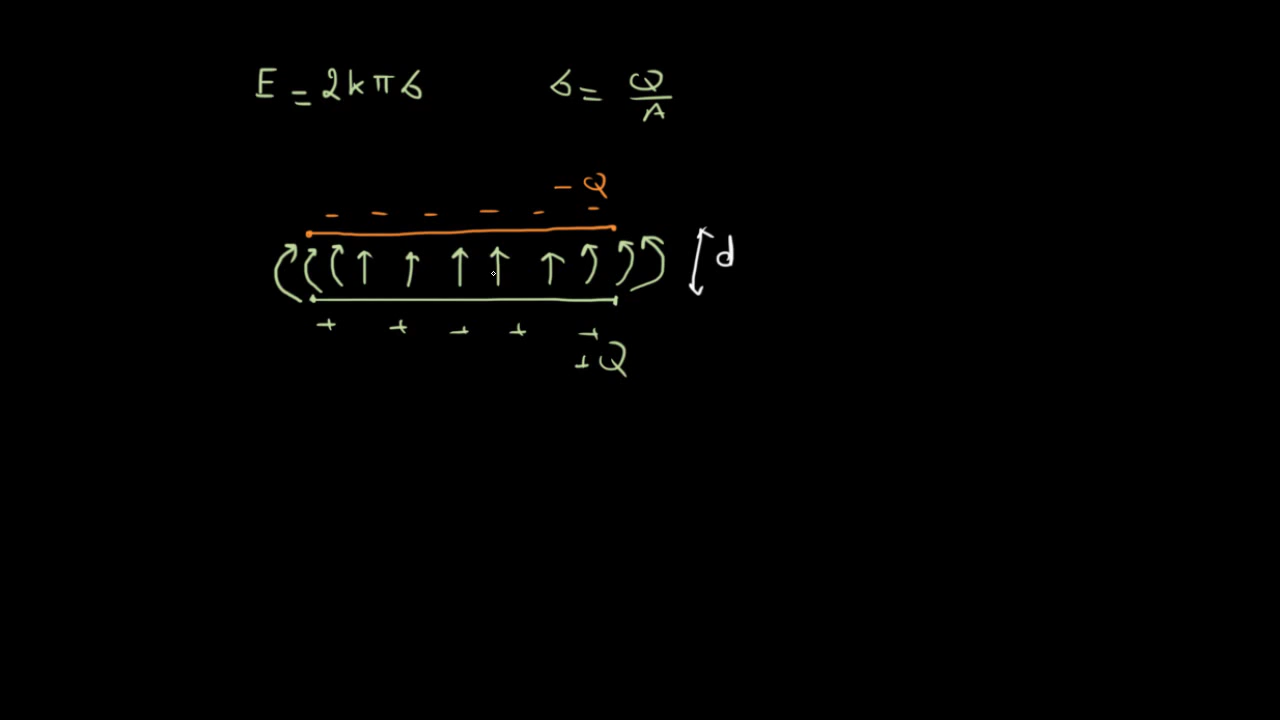 E = 2kπσ σ = Q/A
- Q
- - - - - -
d
+ + + + +
+Q